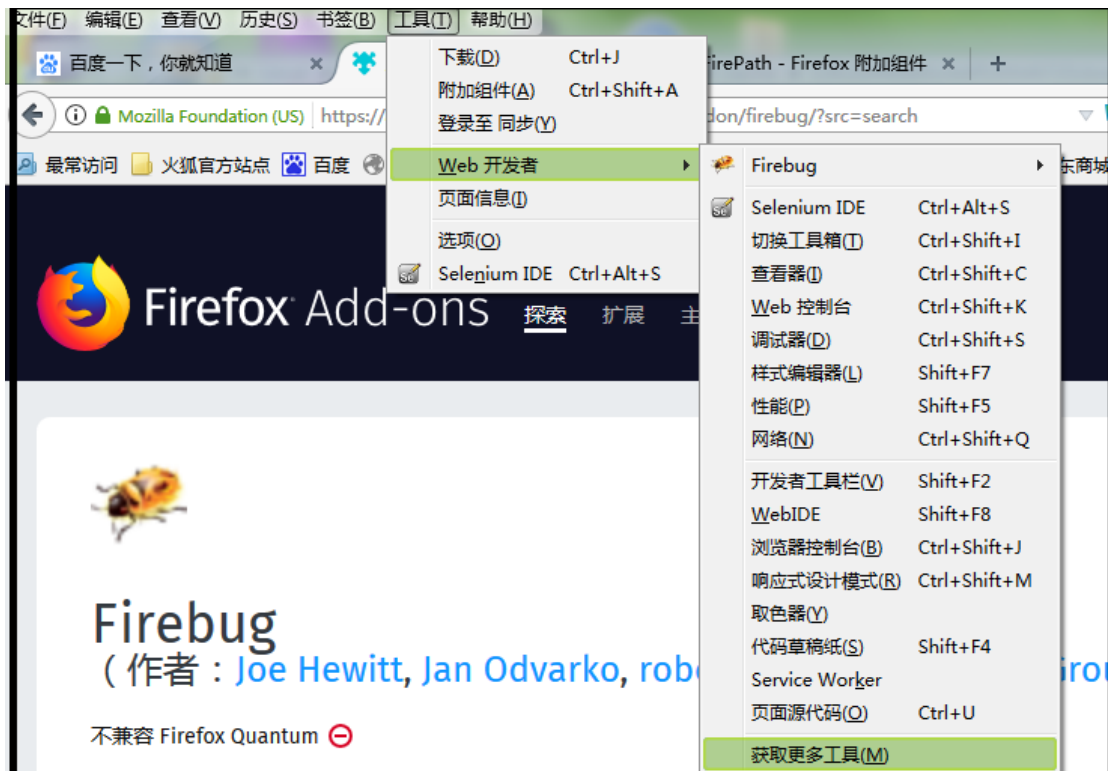 文件(F) 编辑(E) 查看(V) 历史(S) 书签(B) 工具(T) 帮助(H)
百度一下，你就知道
FirePath - Firefox 附加组件
Mozilla Foundation (US) https://
don/firebug/?src=search
最常访问 火狐官方站点 百度
东商城
下载(D) Ctrl+J
附加组件(A) Ctrl+Shift+A
登录至 同步(Y)
Web 开发者
页面信息(I)
选项(O)
Selenium IDE Ctrl+Alt+S
Firebug
Selenium IDE Ctrl+Alt+S
切换工具箱(T) Ctrl+Shift+I
查看器(I) Ctrl+Shift+C
Web 控制台 Ctrl+Shift+K
调试器(D) Ctrl+Shift+S
样式编辑器(L) Shift+F7
性能(P) Shift+F5
网络(N) Ctrl+Shift+Q
开发者工具栏(V) Shift+F2
WebIDE Shift+F8
浏览器控制台(B) Ctrl+Shift+J
响应式设计模式(R) Ctrl+Shift+M
取色器(Y)
代码草稿纸(S) Shift+F4
Service Worker
页面源代码(O) Ctrl+U
获取更多工具(M)
Firefox Add-ons 探索 扩展 主
Firebug
（作者：Joe Hewitt, Jan Odvarko, rob
不兼容 Firefox Quantum